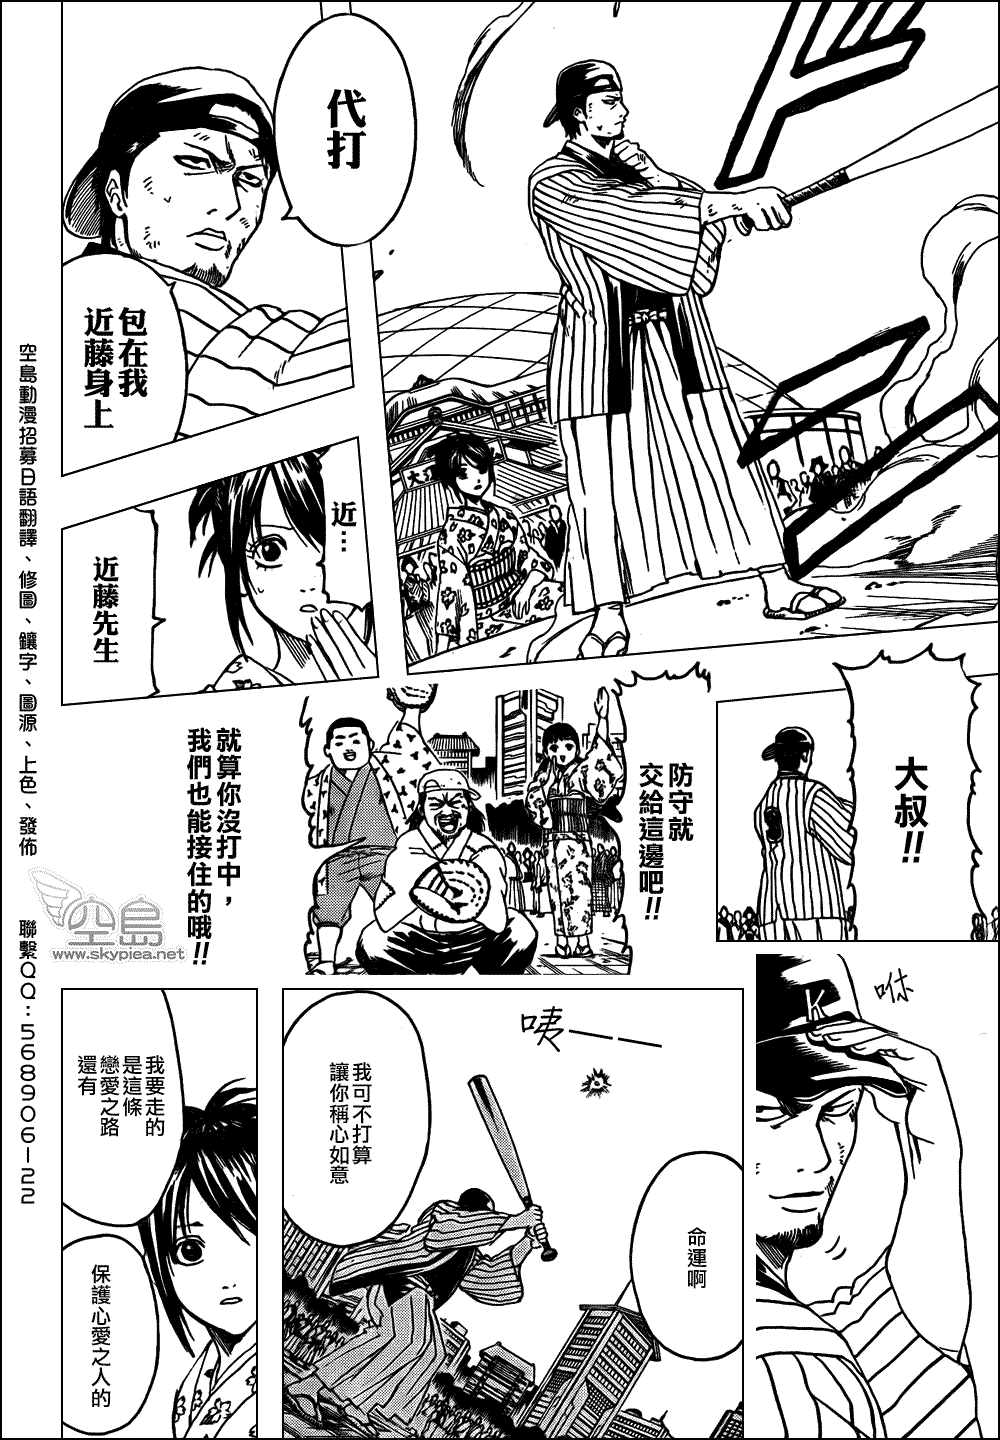 代打
包在我
近藤身上
近…
近藤先生
大江
大叔!!
防守就
交給這邊吧!!
就算你沒打中，
我們也能接住的哦!!
咻
K
命運啊
咦——
我可不打算
讓你稱心如意
我要走的
是這條
戀愛之路
還有
保護心愛之人的
空島動漫招募日語翻譯、修圖、鑲字、圖源、上色、發佈
聯繫QQ:568906-22
空島
www.skypiea.net